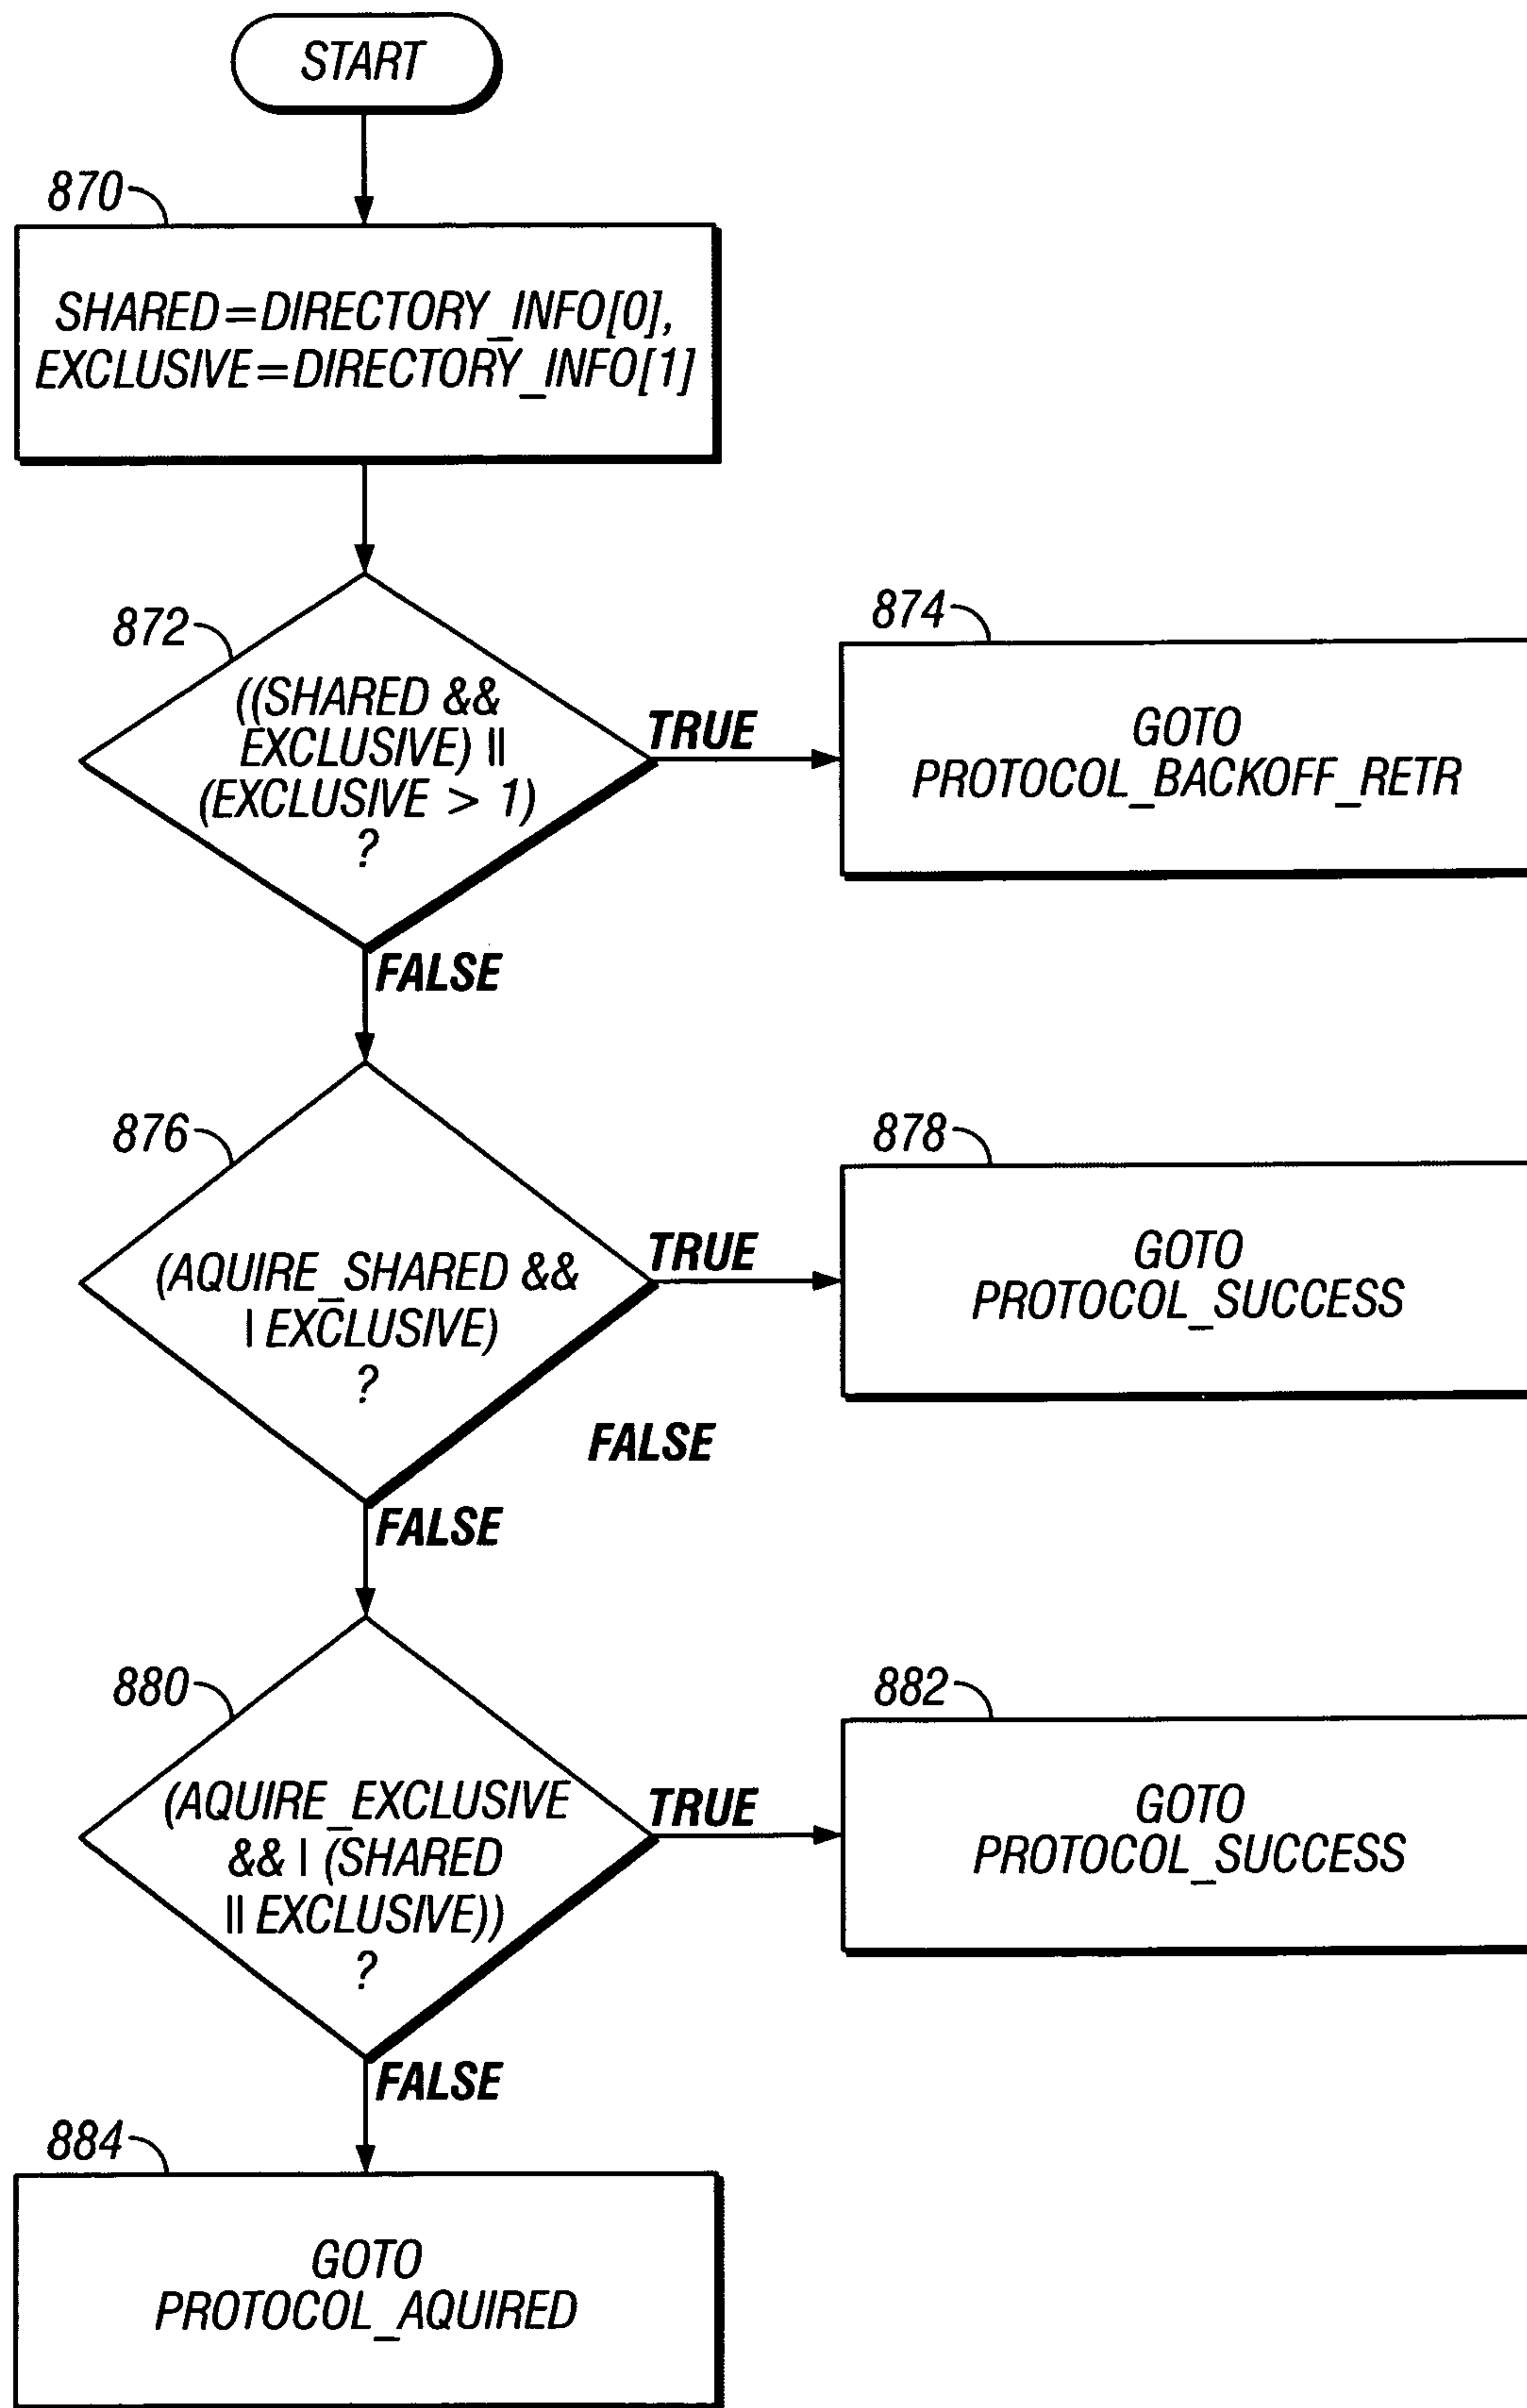 START
870
SHARED=DIRECTORY_INFO[0],
EXCLUSIVE=DIRECTORY_INFO[1]
872
((SHARED &&
EXCLUSIVE) ||
(EXCLUSIVE > 1)
?
TRUE
874
GOTO
PROTOCOL_BACKOFF_RETR
FALSE
876
(AQUIRE_SHARED &&
| EXCLUSIVE)
?
TRUE
878
GOTO
PROTOCOL_SUCCESS
FALSE
FALSE
880
(AQUIRE_EXCLUSIVE
&& | (SHARED
|| EXCLUSIVE))
?
TRUE
882
GOTO
PROTOCOL_SUCCESS
FALSE
884
GOTO
PROTOCOL_AQUIRED